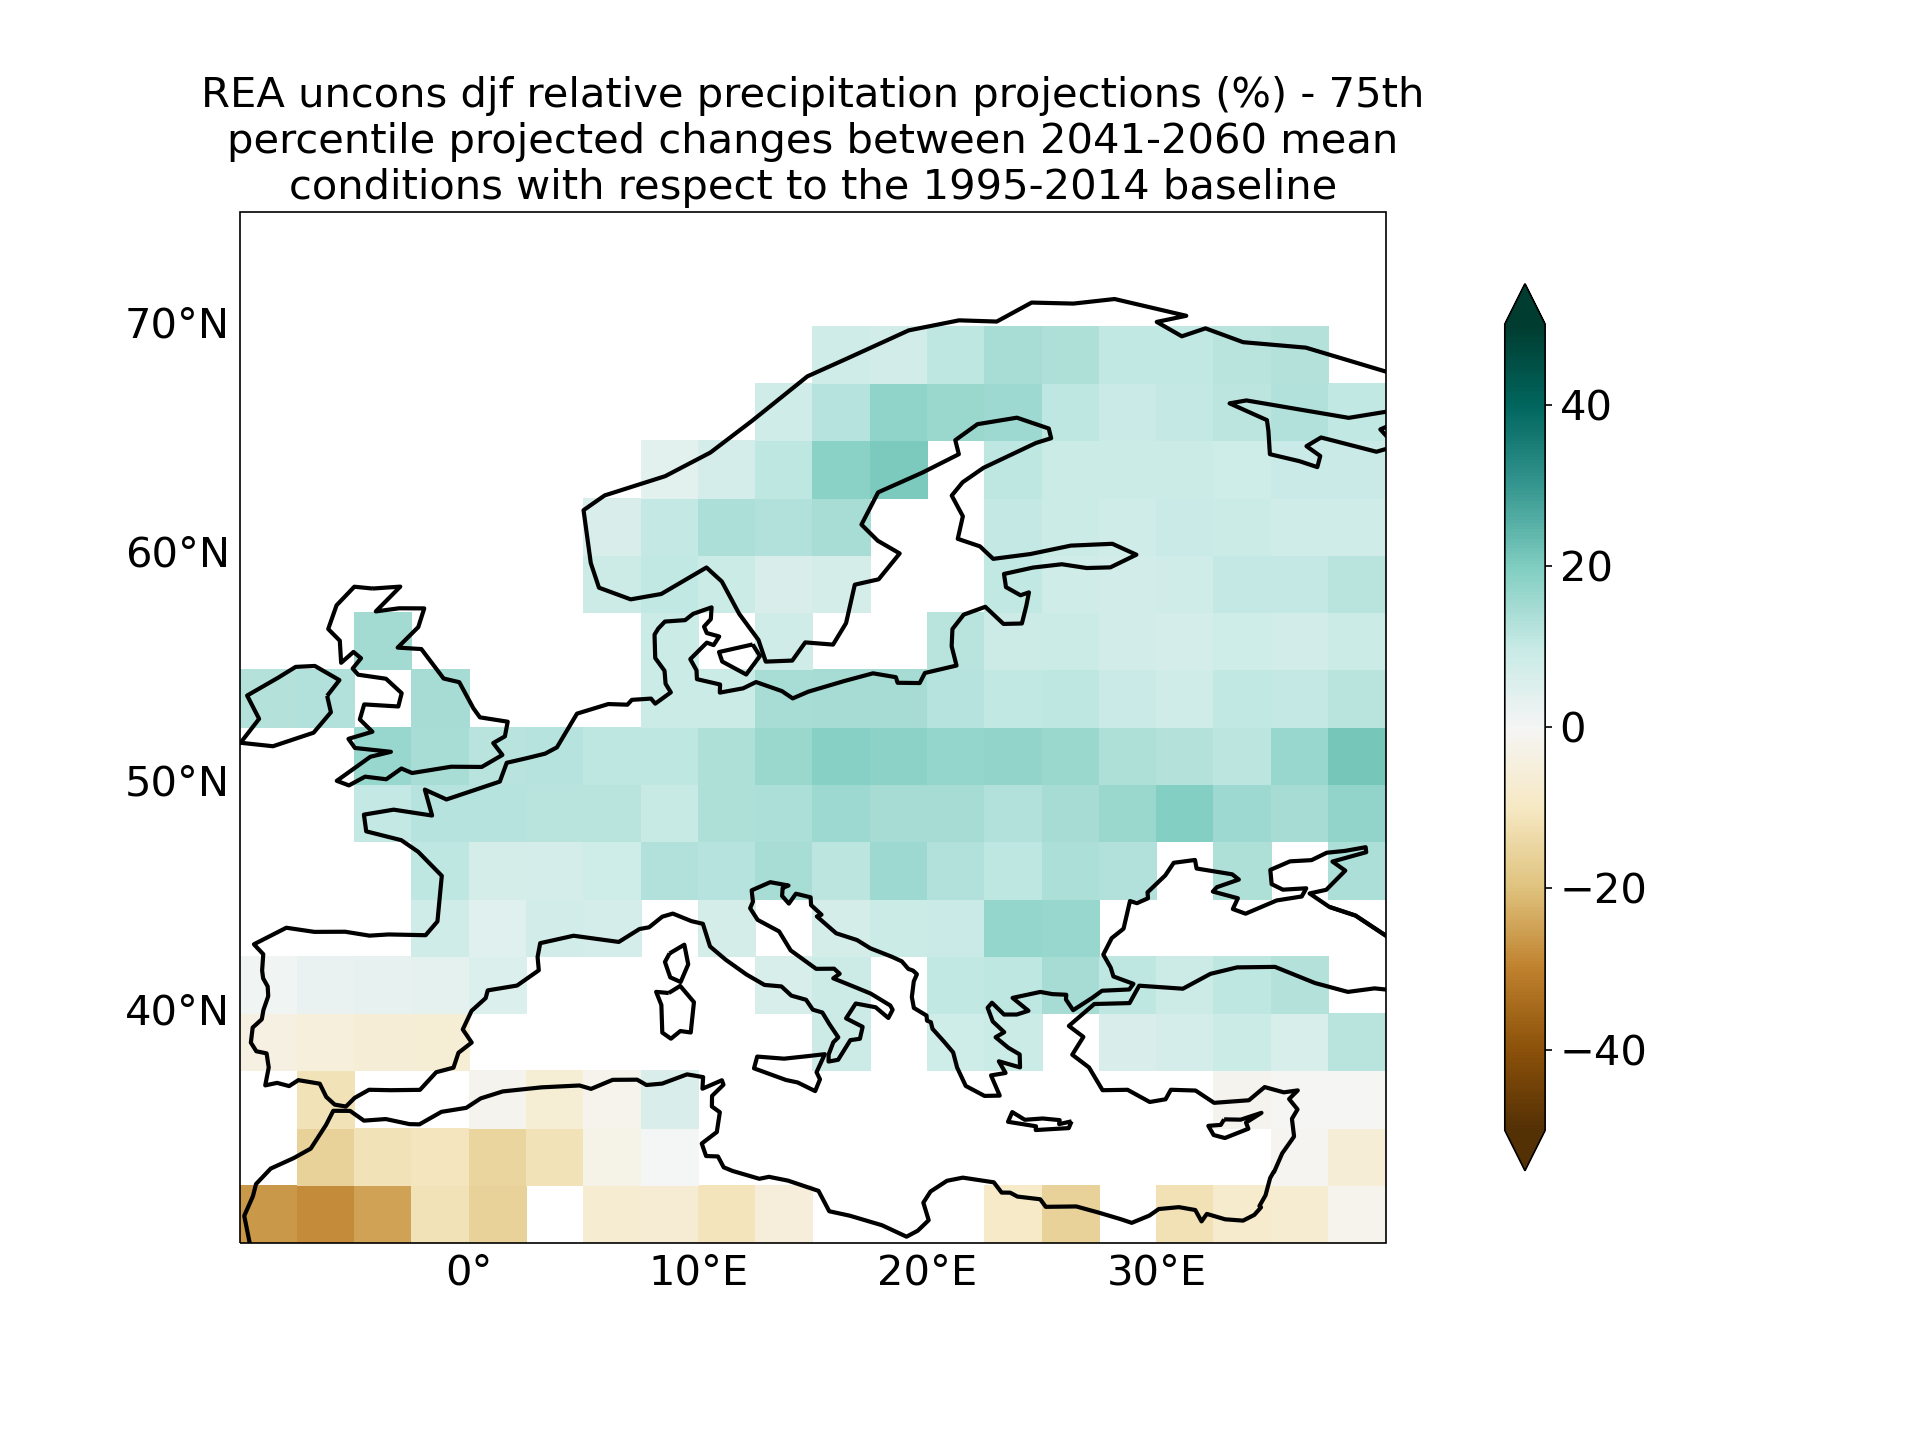 REA uncons djf relative precipitation projections (%) - 75th
percentile projected changes between 2041-2060 mean
conditions with respect to the 1995-2014 baseline
70°N
60°N
50°N
40°N
0°
10°E
20°E
30°E
40
20
0
−20
−40